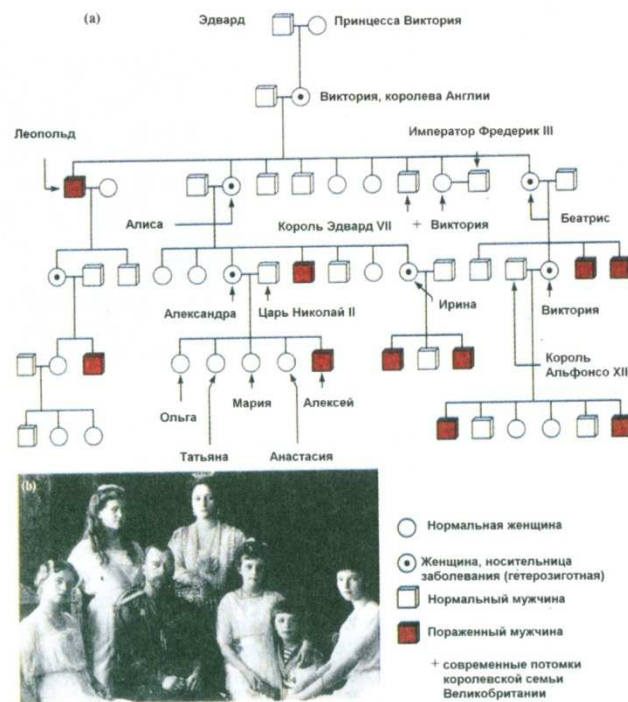 (a)
Эдвард
Принцесса Виктория
Виктория, королева Англии
Леопольд
Император Фредерик III
Алиса
Король Эдвард VII
+
Виктория
Беатрис
Александра
Царь Николай II
Ирина
Виктория
Король
Альфонсо XII
Ольга
Мария
Алексей
Татьяна
Анастасия
(b)
Нормальная женщина
Женщина, носительница
заболевания (гетерозиготная)
Нормальный мужчина
Пораженный мужчина
+ современные потомки
королевской семьи
Великобритании